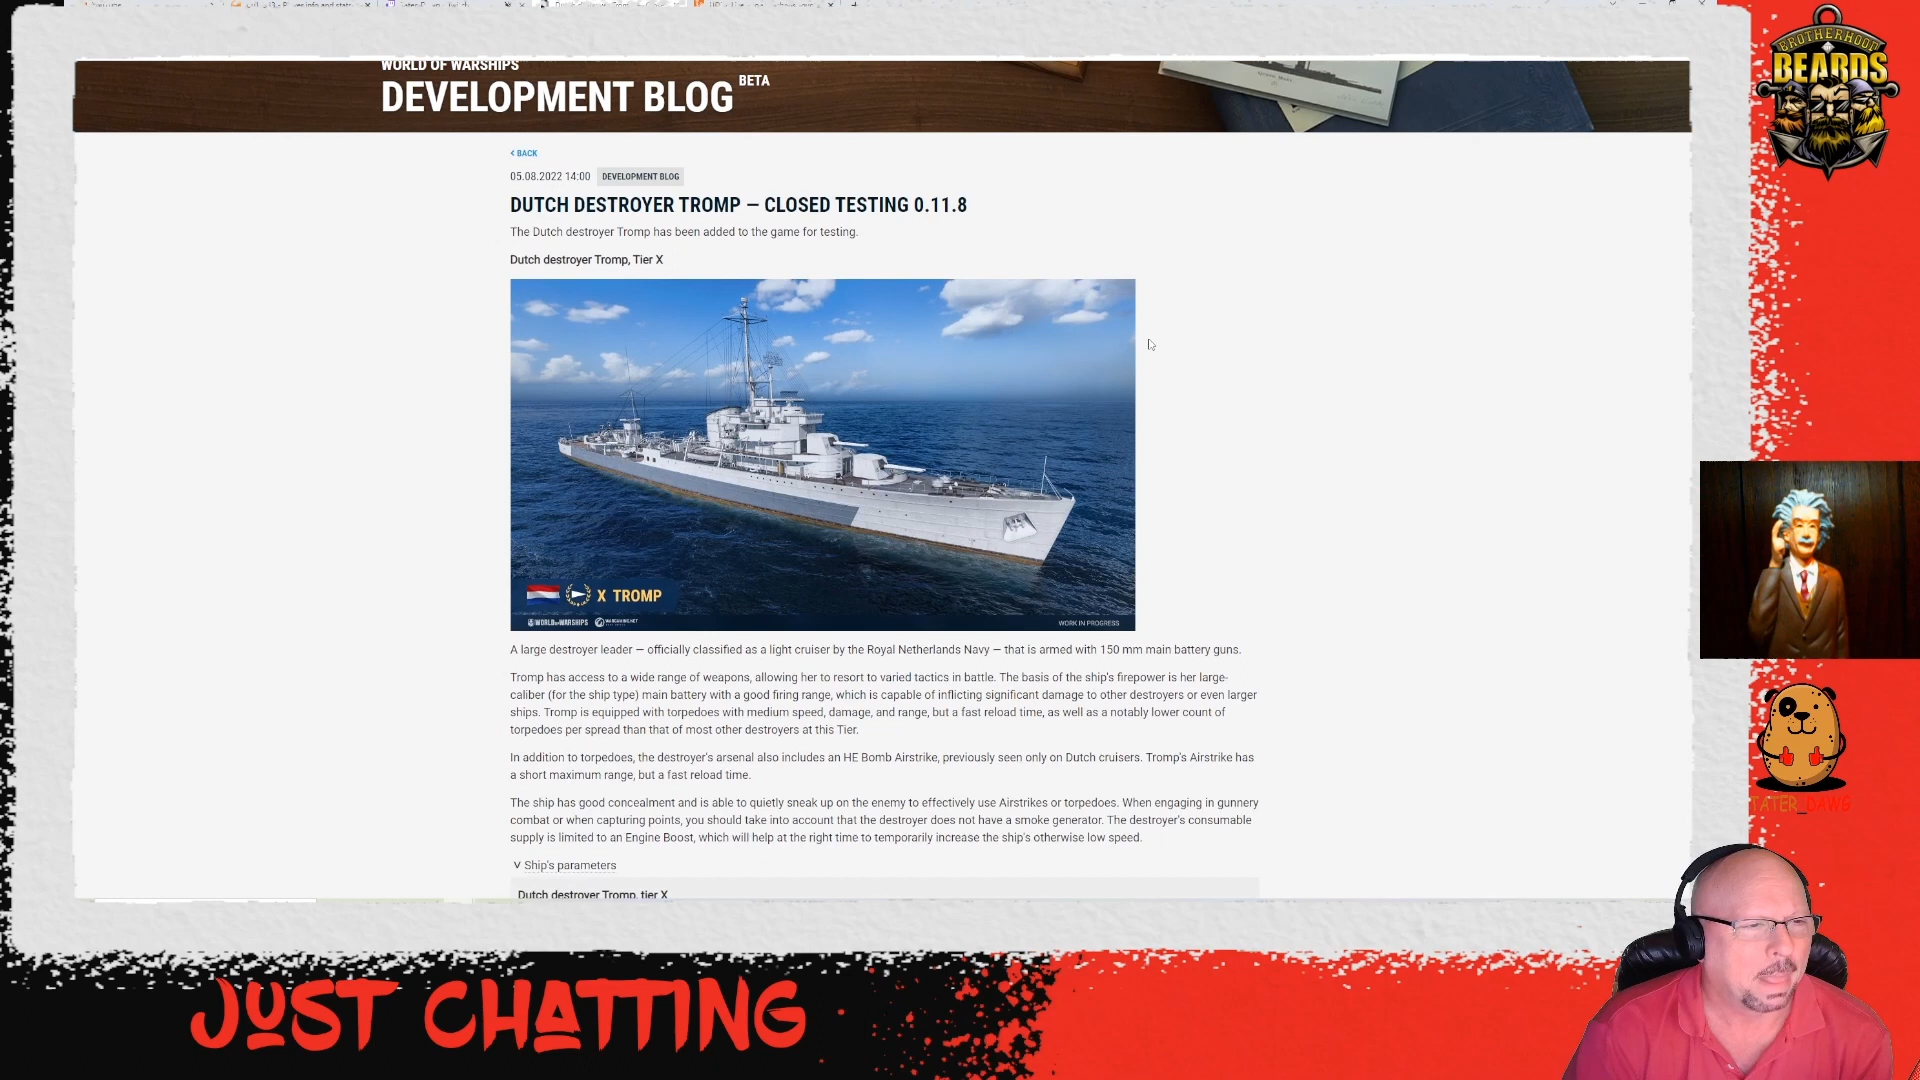 WORLD OF WARSHIPS
DEVELOPMENT BLOG BETA
< BACK
05.08.2022 14:00 DEVELOPMENT BLOG
DUTCH DESTROYER TROMP — CLOSED TESTING 0.11.8
The Dutch destroyer Tromp has been added to the game for testing.
Dutch destroyer Tromp, Tier X
X TROMP
WORLD OF WARSHIPS WARGAMING.NET
WORK IN PROGRESS
A large destroyer leader — officially classified as a light cruiser by the Royal Netherlands Navy — that is armed with 150 mm main battery guns.
Tromp has access to a wide range of weapons, allowing her to resort to varied tactics in battle. The basis of the ship's firepower is her large-
caliber (for the ship type) main battery with a good firing range, which is capable of inflicting significant damage to other destroyers or even larger
ships. Tromp is equipped with torpedoes with medium speed, damage, and range, but a fast reload time, as well as a notably lower count of
torpedoes per spread than that of most other destroyers at this Tier.
In addition to torpedoes, the destroyer's arsenal also includes an HE Bomb Airstrike, previously seen only on Dutch cruisers. Tromp's Airstrike has
a short maximum range, but a fast reload time.
The ship has good concealment and is able to quietly sneak up on the enemy to effectively use Airstrikes or torpedoes. When engaging in gunnery
combat or when capturing points, you should take into account that the destroyer does not have a smoke generator. The destroyer's consumable
supply is limited to an Engine Boost, which will help at the right time to temporarily increase the ship's otherwise low speed.
Ship's parameters
Dutch destroyer Tromp, tier X
BROTHERHOOD
BEARDS
TATER_DAWG
JUST CHATTING